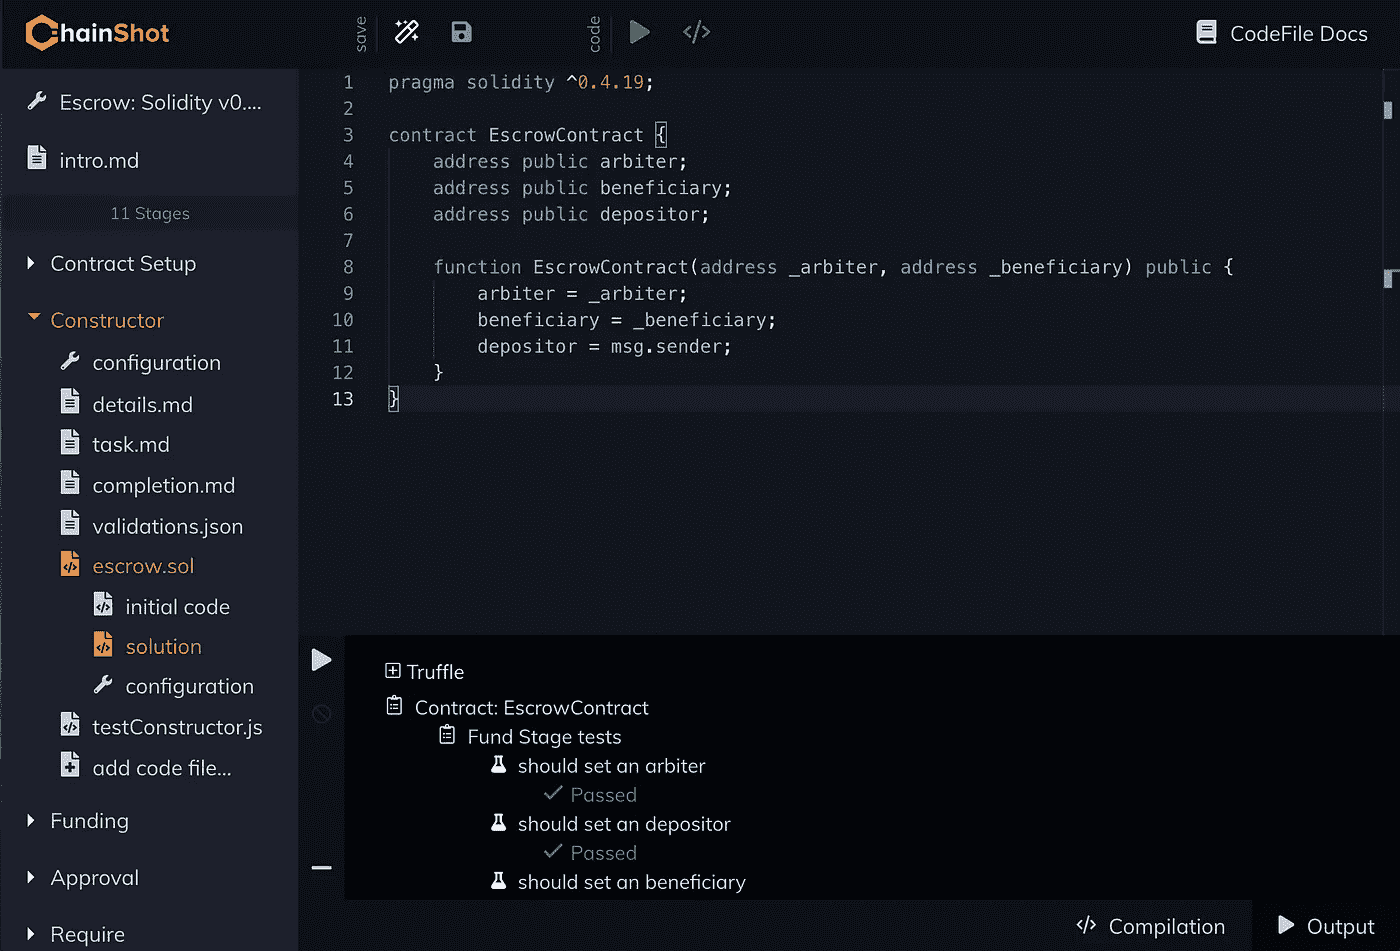 ChainShot
save
code
</>
CodeFile Docs
Escrow: Solidity v0....
intro.md
11 Stages
Contract Setup
Constructor
configuration
details.md
task.md
completion.md
validations.json
escrow.sol
initial code
solution
configuration
testConstructor.js
add code file...
Funding
Approval
Require
1 pragma solidity ^0.4.19;
2
3 contract EscrowContract {
4 address public arbiter;
5 address public beneficiary;
6 address public depositor;
7
8 function EscrowContract(address _arbiter, address _beneficiary) public {
9 arbiter = _arbiter;
10 beneficiary = _beneficiary;
11 depositor = msg.sender;
12 }
13 }
Truffle
Contract: EscrowContract
Fund Stage tests
should set an arbiter
Passed
should set an depositor
Passed
should set an beneficiary
</> Compilation
Output